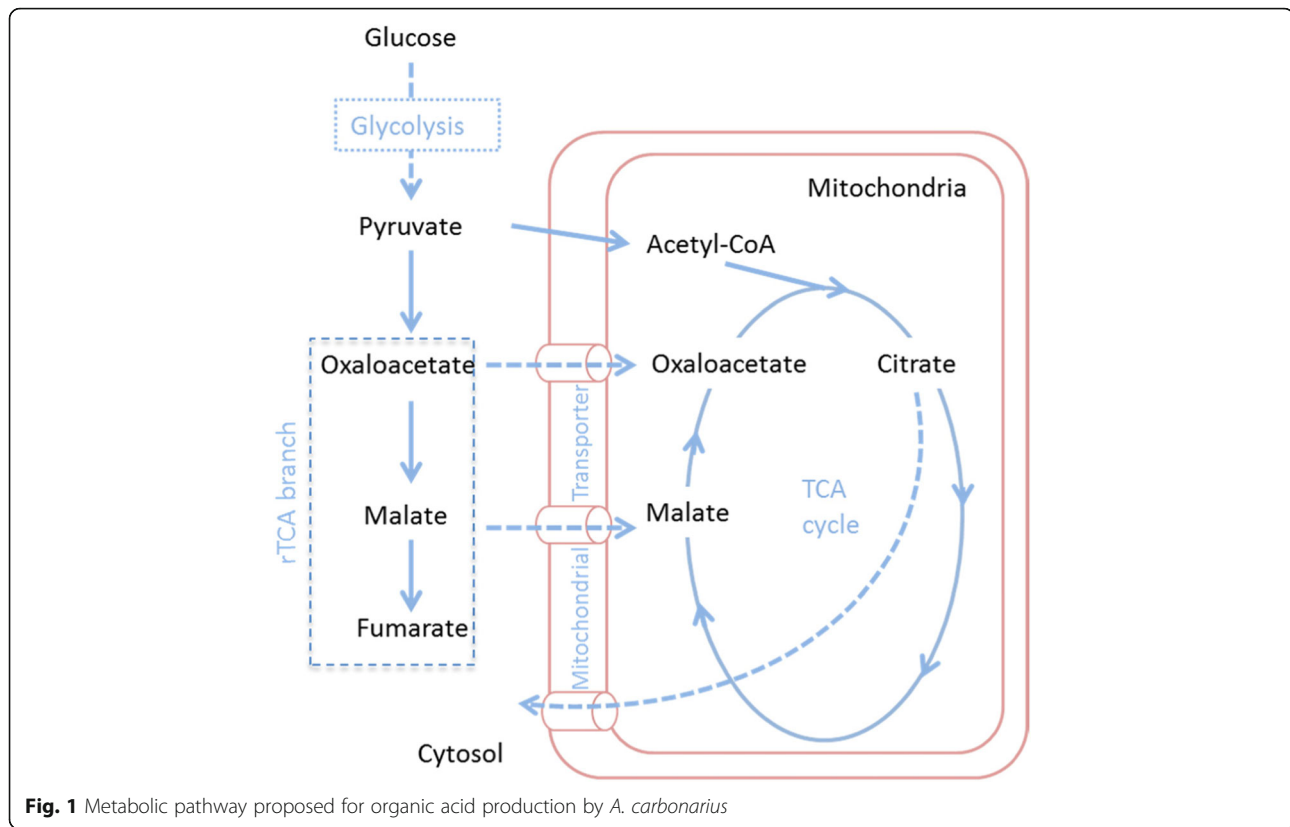 Glucose
Glycolysis
Pyruvate
Acetyl-CoA
Mitochondria
Oxaloacetate
Oxaloacetate
Citrate
rTCA branch
Mitochondrial Transporter
Malate
Malate
TCA
cycle
Fumarate
Cytosol
Fig. 1 Metabolic pathway proposed for organic acid production by A. carbonarius